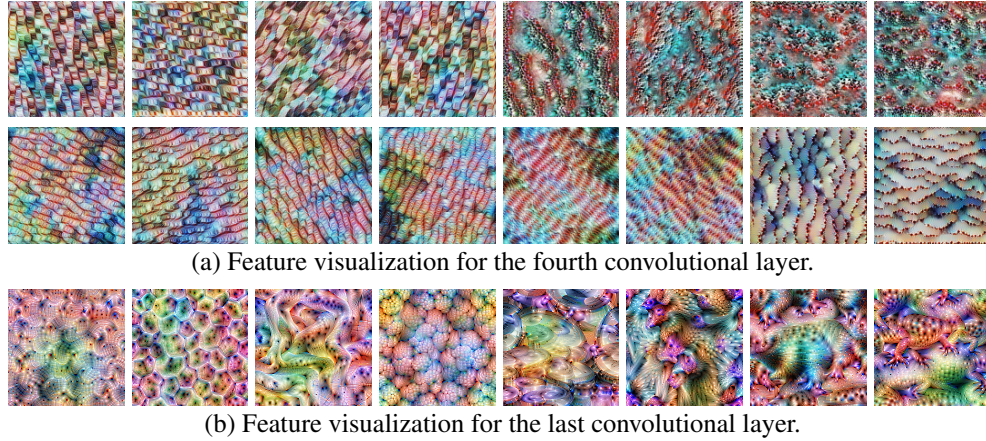 (a) Feature visualization for the fourth convolutional layer.
(b) Feature visualization for the last convolutional layer.